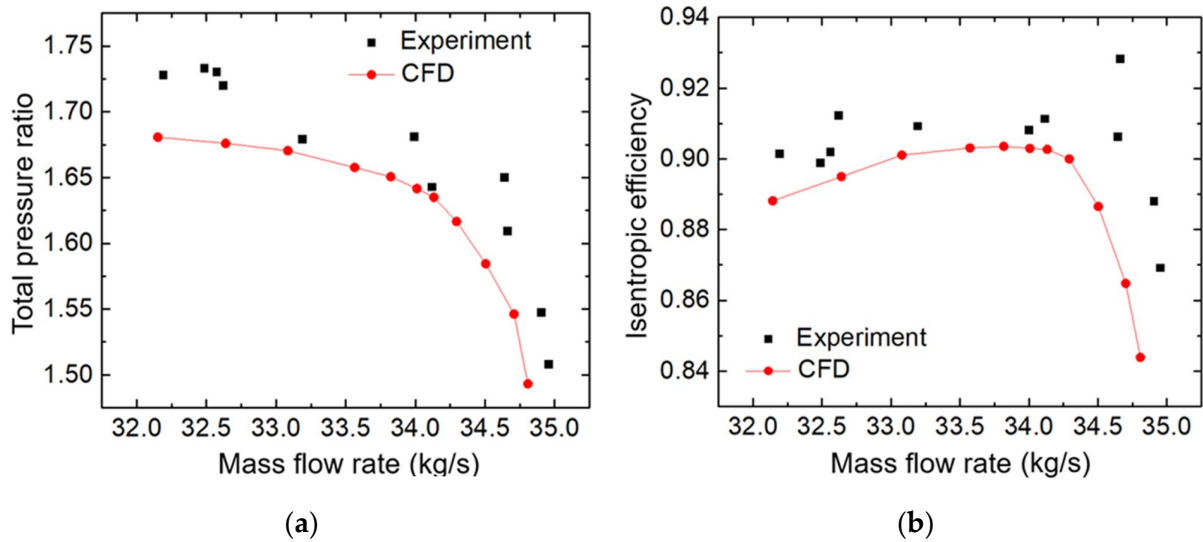 Total pressure ratio
1.75
1.70
1.65
1.60
1.55
1.50
Experiment
CFD
32.0 32.5 33.0 33.5 34.0 34.5 35.0
Mass flow rate (kg/s)
(a)
Isentropic efficiency
0.94
0.92
0.90
0.88
0.86
0.84
Experiment
CFD
32.0 32.5 33.0 33.5 34.0 34.5 35.0
Mass flow rate (kg/s)
(b)